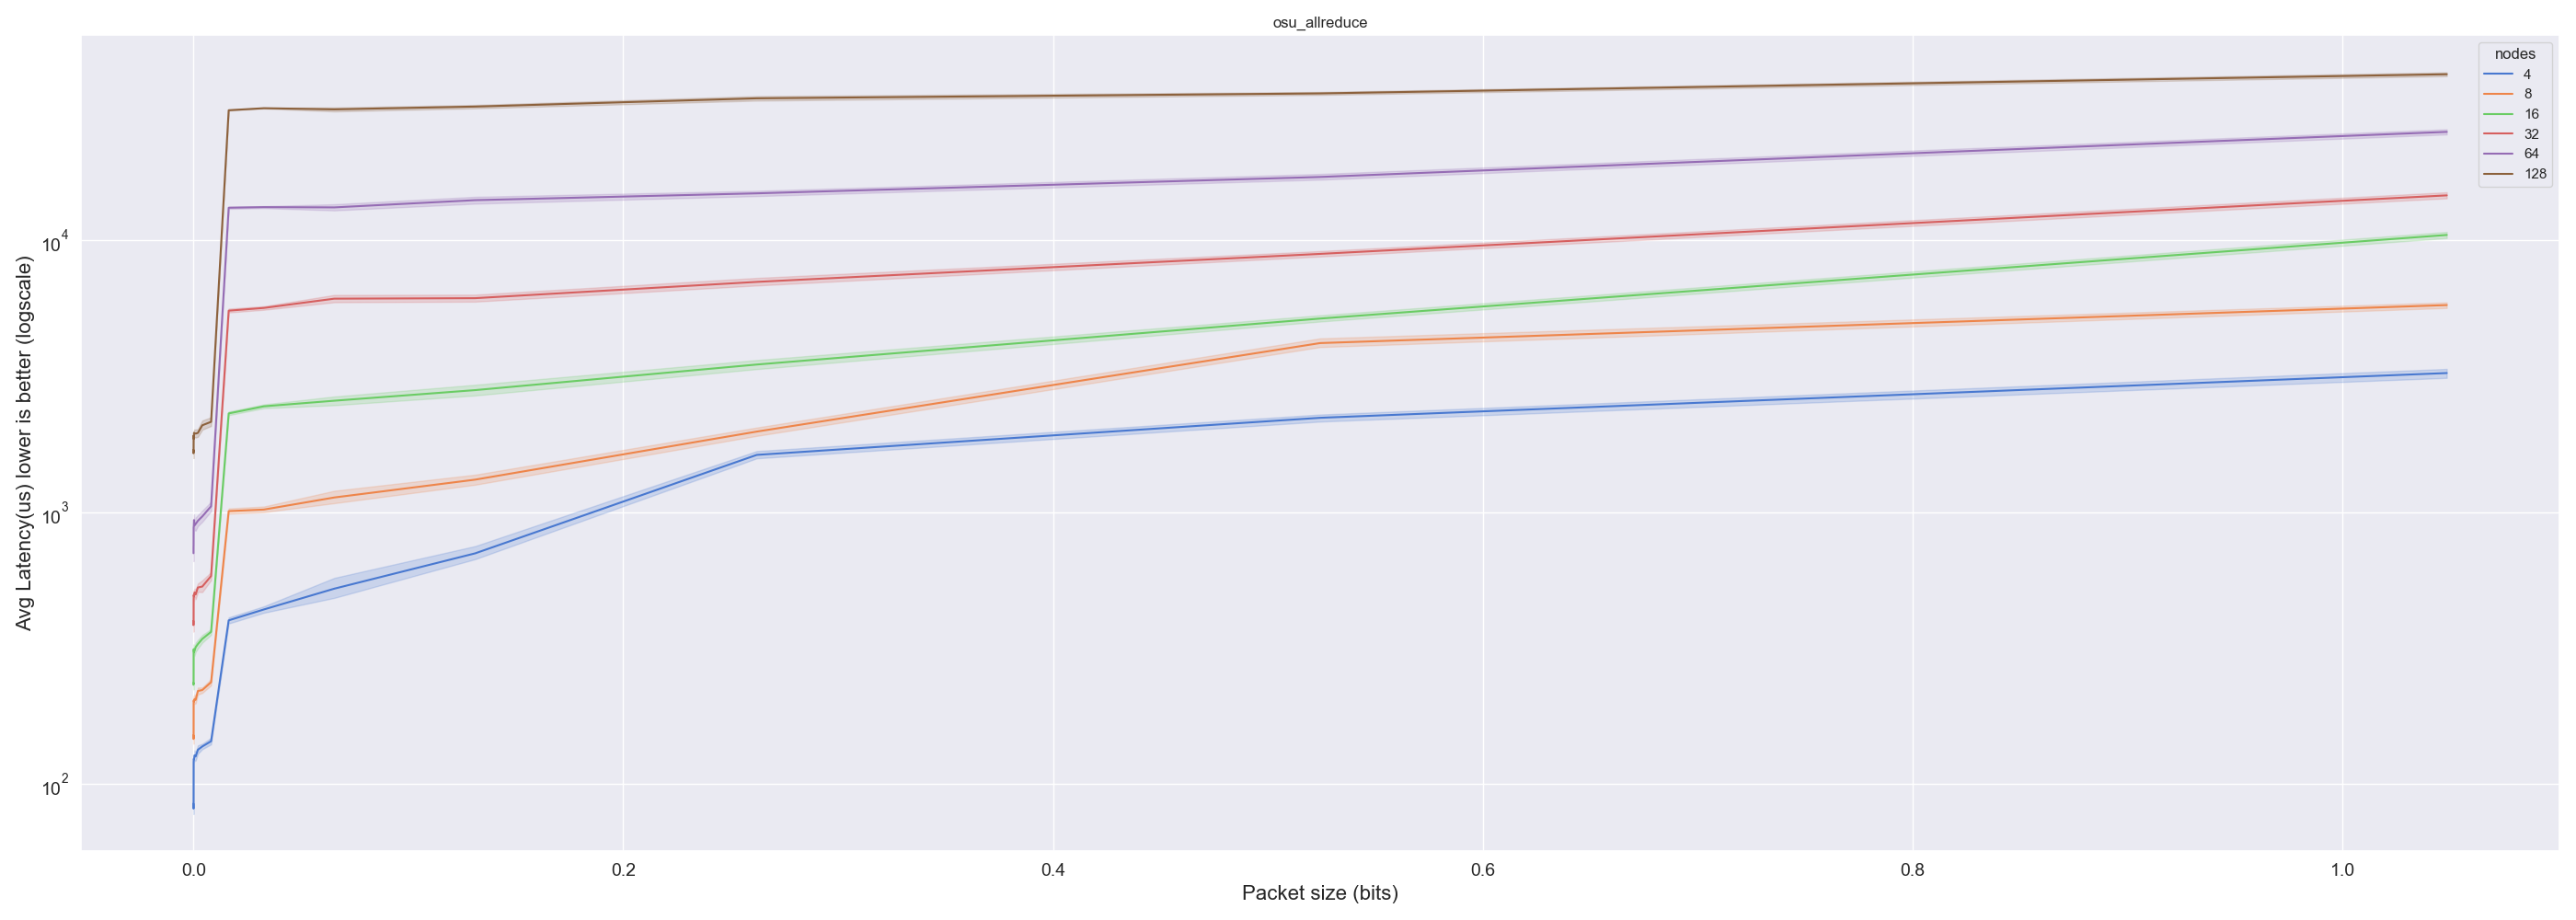 osu_allreduce
nodes
4
8
16
32
64
128
Avg Latency(us) lower is better (logscale)
10^4
10^3
10^2
0.0 0.2 0.4 0.6 0.8 1.0
Packet size (bits)